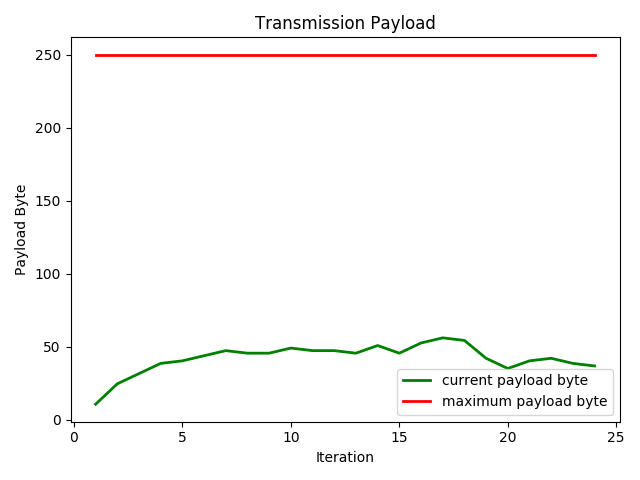 Transmission Payload
250
200
150
100
50
0
Payload Byte
current payload byte
maximum payload byte
0 5 10 15 20 25
Iteration